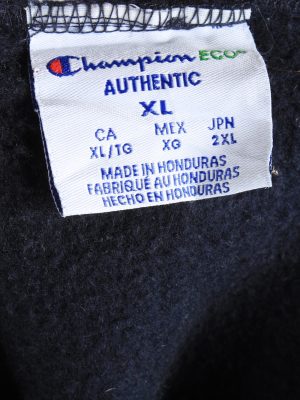 Champion ECO
AUTHENTIC
XL
CA MEX JPN
XL/TG XG 2XL
MADE IN HONDURAS
FABRIQUÉ AU HONDURAS
HECHO EN HONDURAS